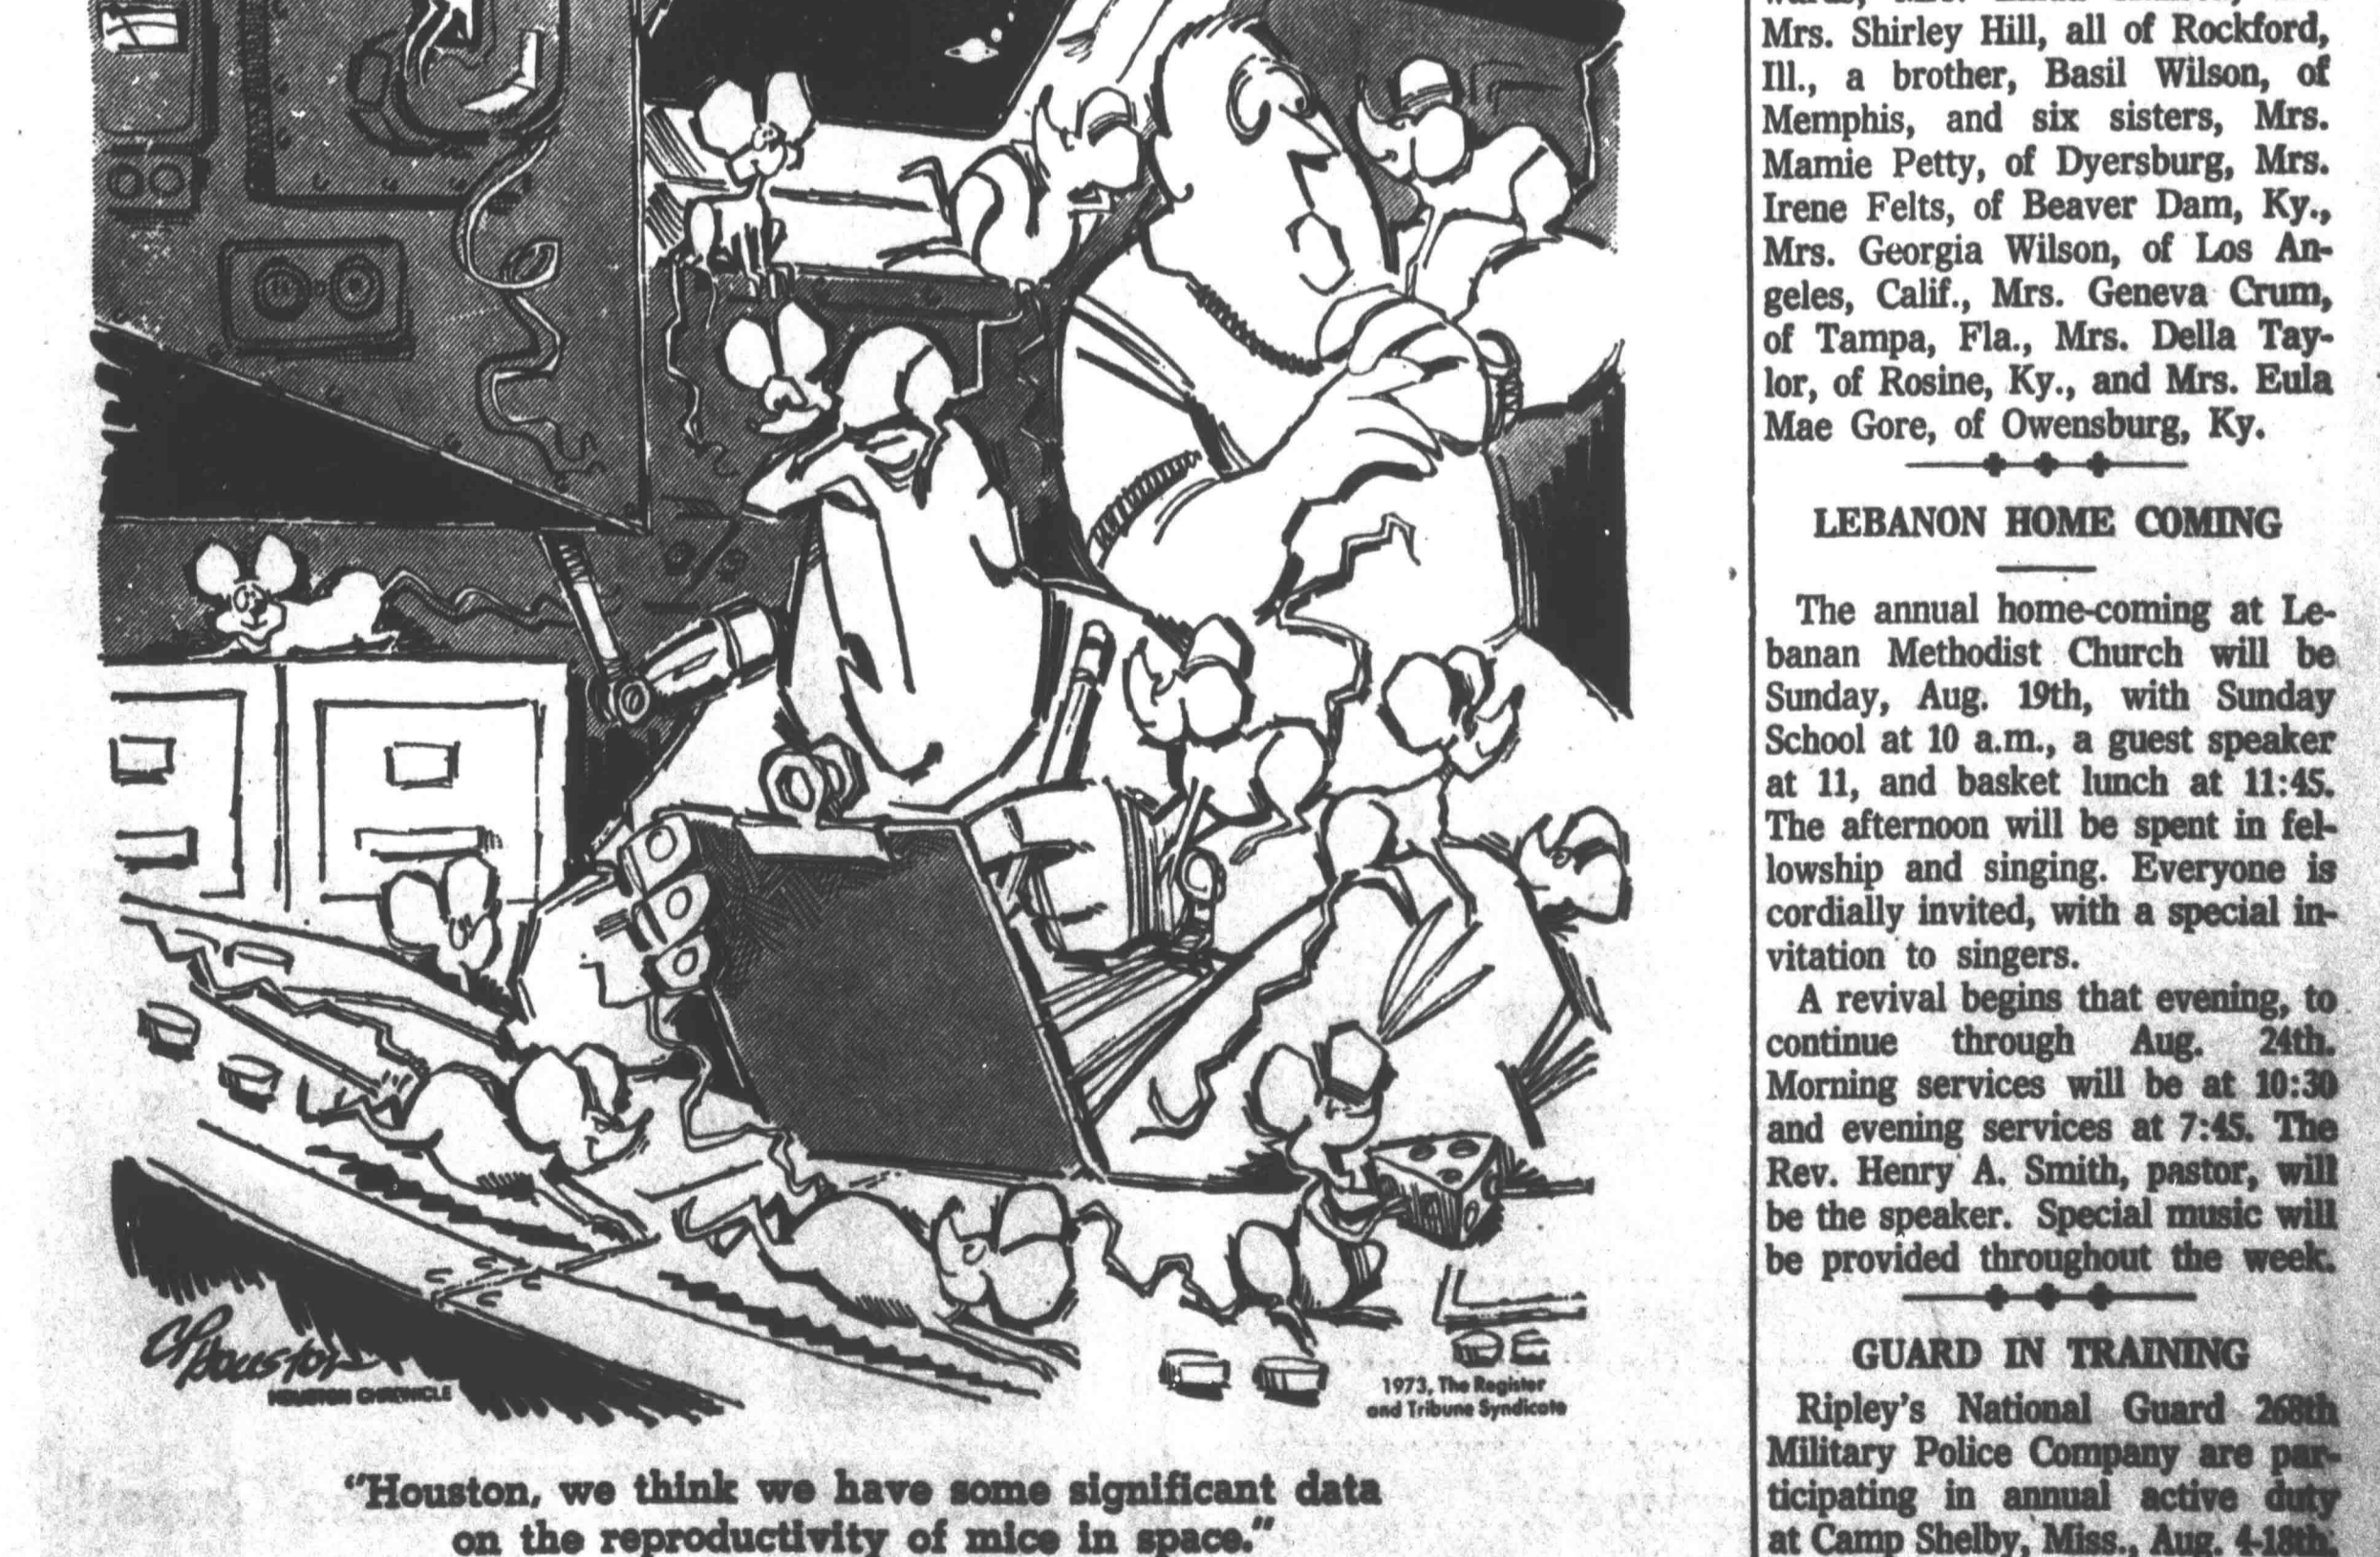 CPHouston
HOUSTON CHRONICLE
1973, The Register
and Tribune Syndicate
"Houston, we think we have some significant data
on the reproductivity of mice in space."
Mrs. Shirley Hill, all of Rockford,
Ill., a brother, Basil Wilson, of
Memphis, and six sisters, Mrs.
Mamie Petty, of Dyersburg, Mrs.
Irene Felts, of Beaver Dam, Ky.,
Mrs. Georgia Wilson, of Los An-
geles, Calif., Mrs. Geneva Crum,
of Tampa, Fla., Mrs. Della Tay-
lor, of Rosine, Ky., and Mrs. Eula
Mae Gore, of Owensburg, Ky.
LEBANON HOME COMING
The annual home-coming at Le-
banan Methodist Church will be
Sunday, Aug. 19th, with Sunday
School at 10 a.m., a guest speaker
at 11, and basket lunch at 11:45.
The afternoon will be spent in fel-
lowship and singing. Everyone is
cordially invited, with a special in-
vitation to singers.
A revival begins that evening, to
continue through Aug. 24th.
Morning services will be at 10:30
and evening services at 7:45. The
Rev. Henry A. Smith, pastor, will
be the speaker. Special music will
be provided throughout the week.
GUARD IN TRAINING
Ripley's National Guard 268th
Military Police Company are par-
ticipating in annual active duty
at Camp Shelby, Miss., Aug. 4-18th.